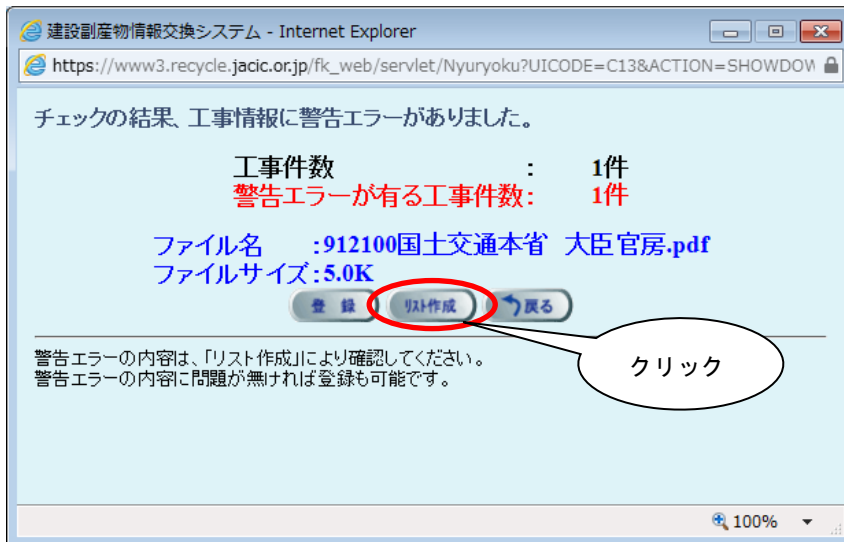 建設副産物情報交換システム - Internet Explorer
https://www3.recycle.jacic.or.jp/fk_web/servlet/Nyuryoku?UICODE=C13&ACTION=SHOWDOW
チェックの結果、工事情報に警告エラーがありました。
工事件数 : 1件
警告エラーが有る工事件数: 1件
ファイル名 :912100国土交通本省 大臣官房.pdf
ファイルサイズ:5.0K
登 録 リスト作成 戻る
警告エラーの内容は、「リスト作成」により確認してください。
警告エラーの内容に問題が無ければ登録も可能です。
クリック
100%